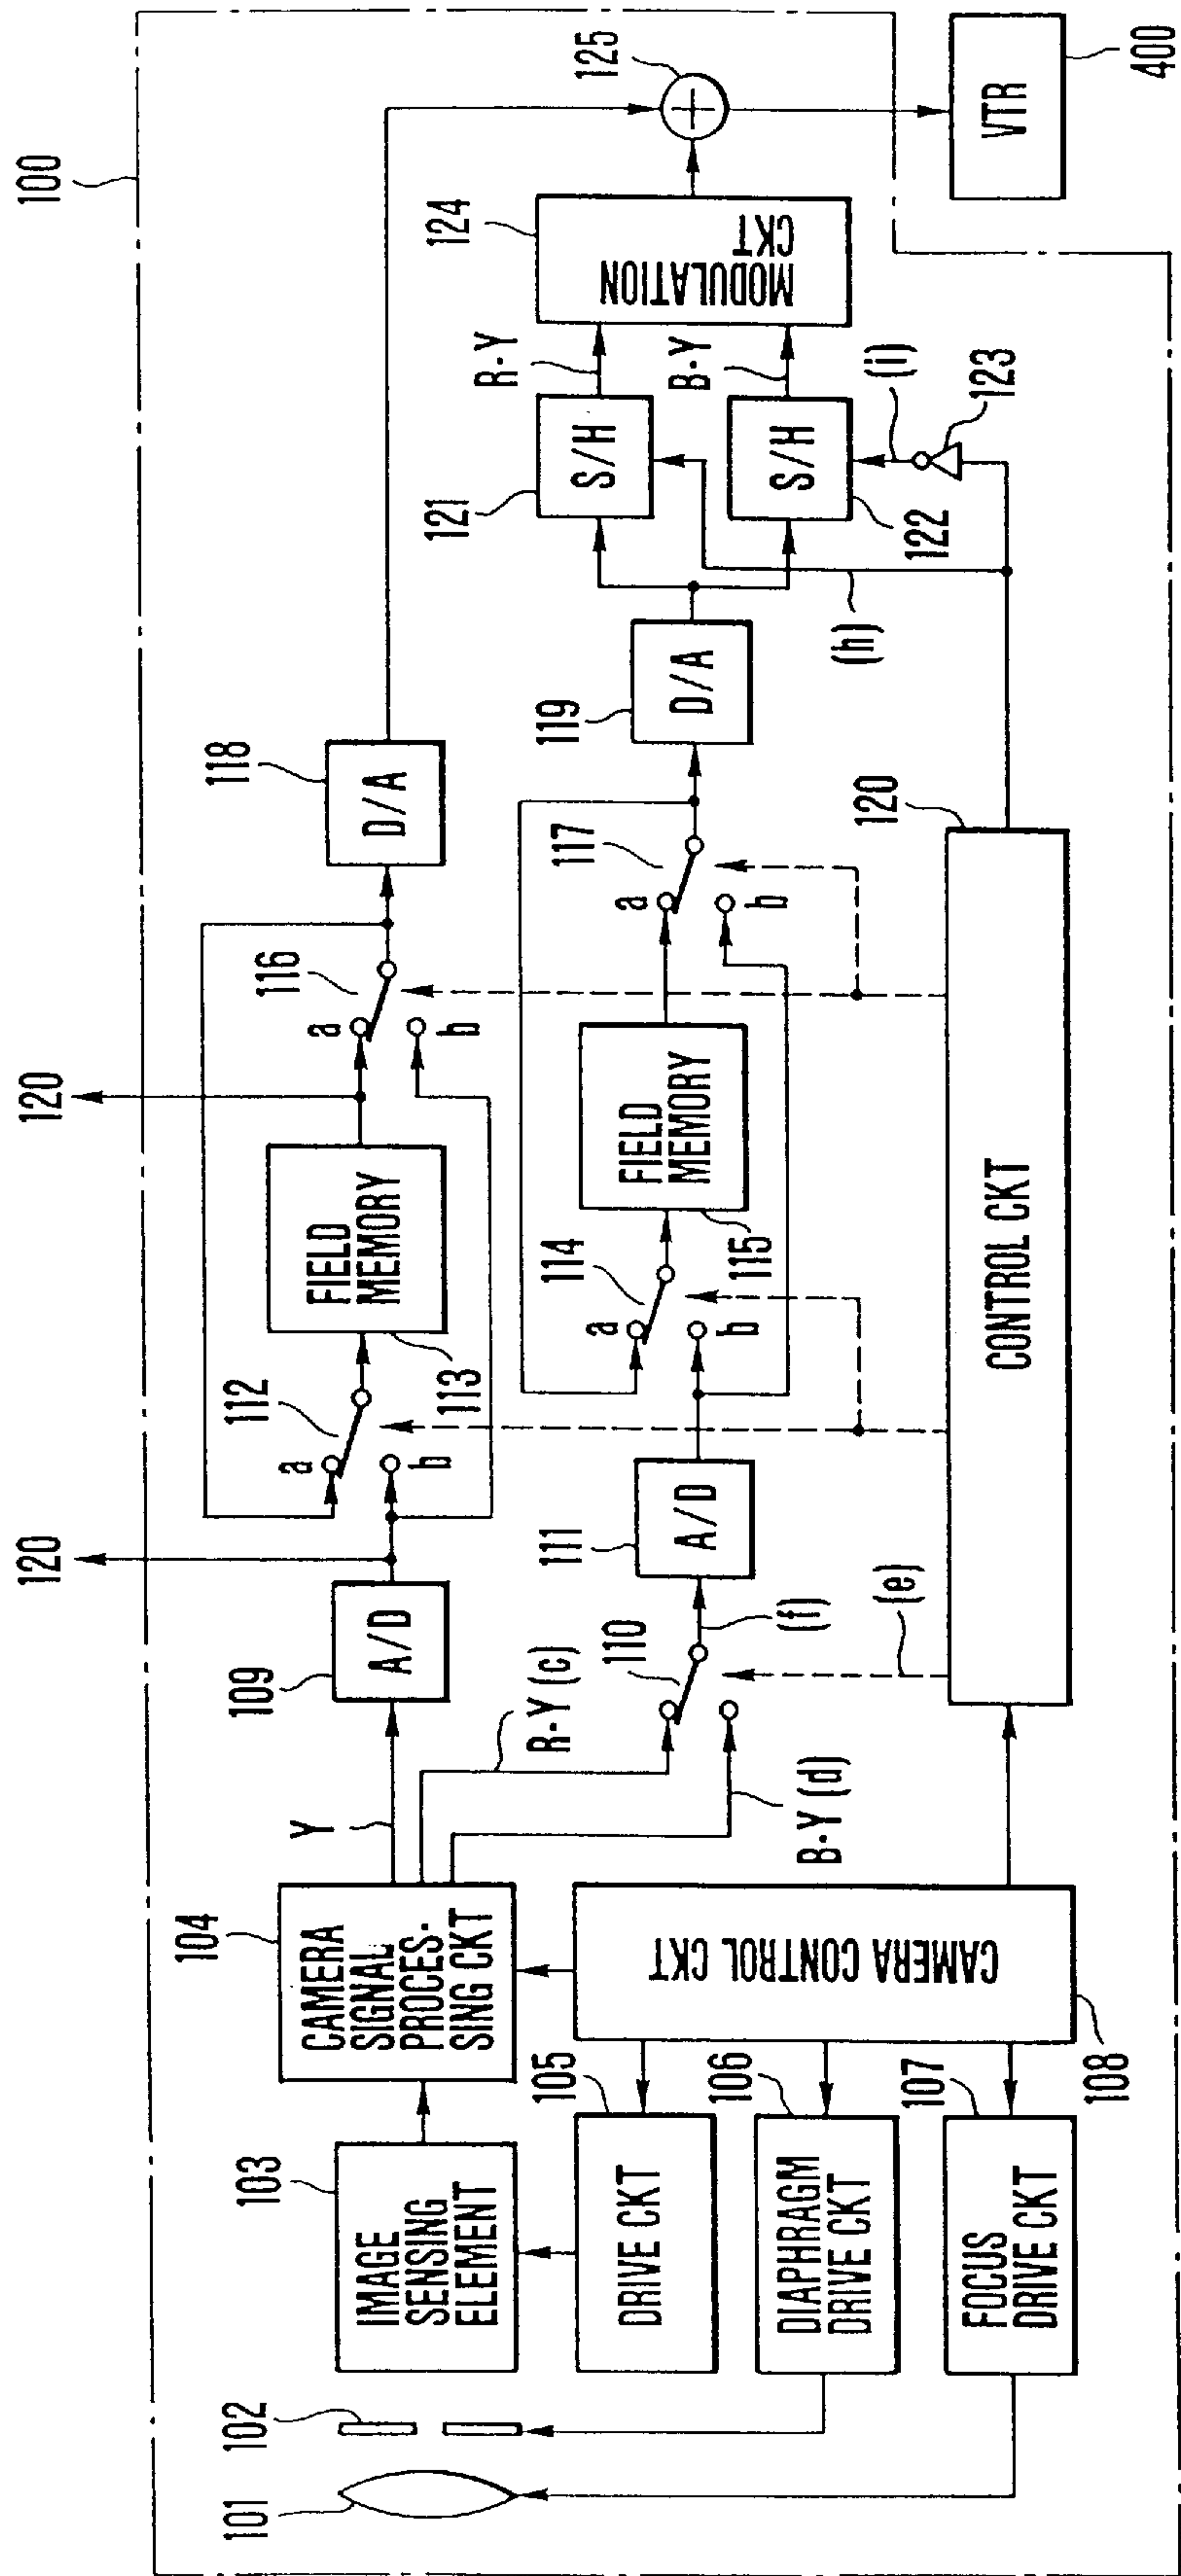 100
120
120
101
102
103
IMAGE
SENSING
ELEMENT
104
CAMERA
SIGNAL
PROCES-
SING CKT
Y
109
A/D
112
a
b
113
FIELD
MEMORY
116
a
b
118
D/A
125
105
DRIVE CKT
106
DIAPHRAGM
DRIVE CKT
107
FOCUS
DRIVE CKT
108
CAMERA CONTROL CKT
R-Y (c)
B-Y (d)
110
(f)
(e)
111
A/D
114
a
b
115
FIELD
MEMORY
117
a
b
119
D/A
121
S/H
122
S/H
R-Y
B-Y
(h)
(i)
123
124
MODULATION
CKT
120
CONTROL CKT
VTR
400